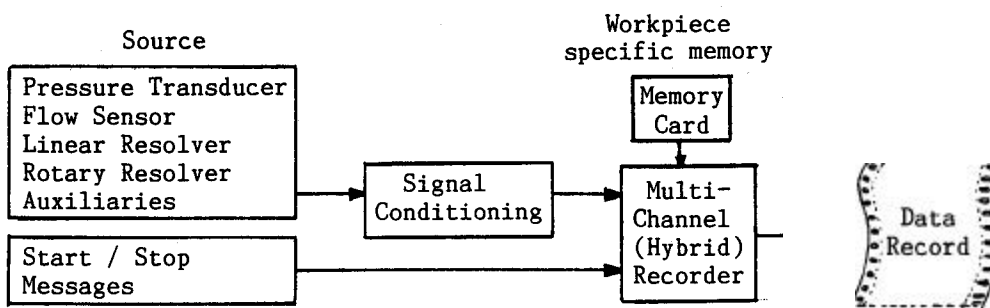 Source
Pressure Transducer
Flow Sensor
Linear Resolver
Rotary Resolver
Auxiliaries
Start / Stop
Messages
Signal
Conditioning
Workpiece
specific memory
Memory
Card
Multi-
Channel
(Hybrid)
Recorder
Data
Record